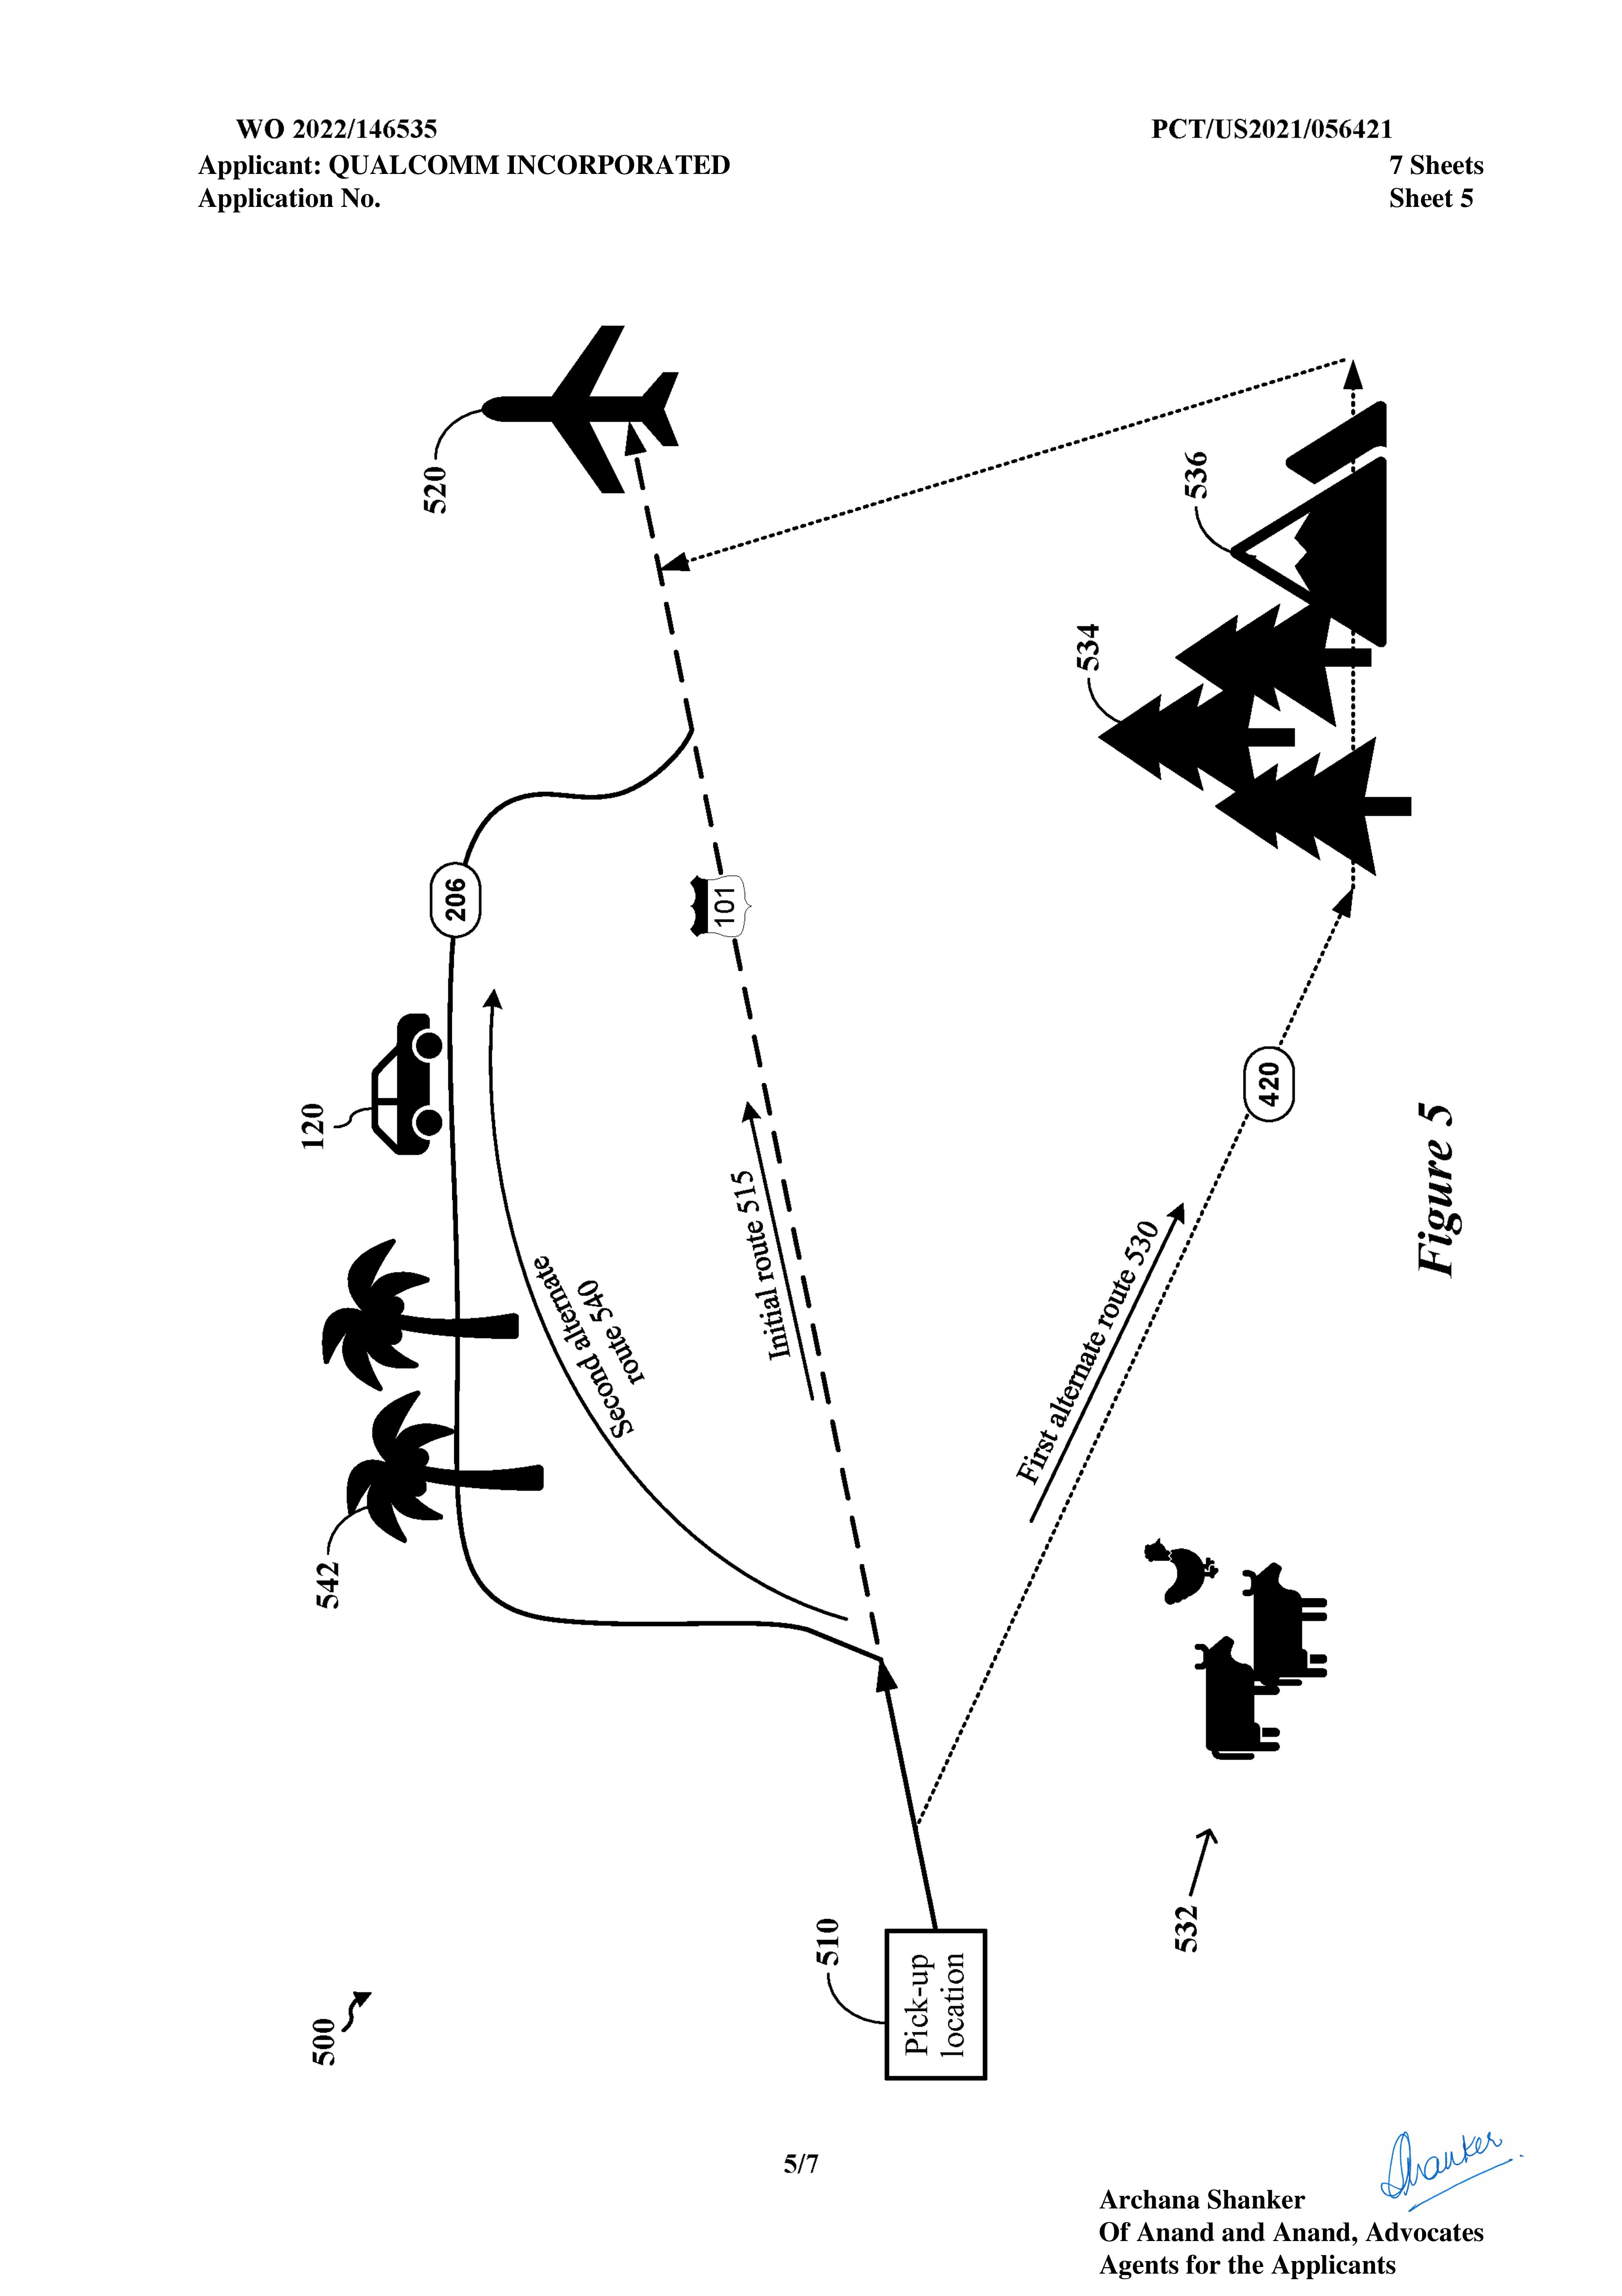 WO 2022/146535
PCT/US2021/056421
Applicant: QUALCOMM INCORPORATED
7 Sheets
Application No.
Sheet 5
500
510
Pick-up
location
542
120
206
520
Second alternate
route 540
Initial route 515
101
First alternate route 530
420
532
534
536
Figure 5
5/7
Shanker
Archana Shanker
Of Anand and Anand, Advocates
Agents for the Applicants